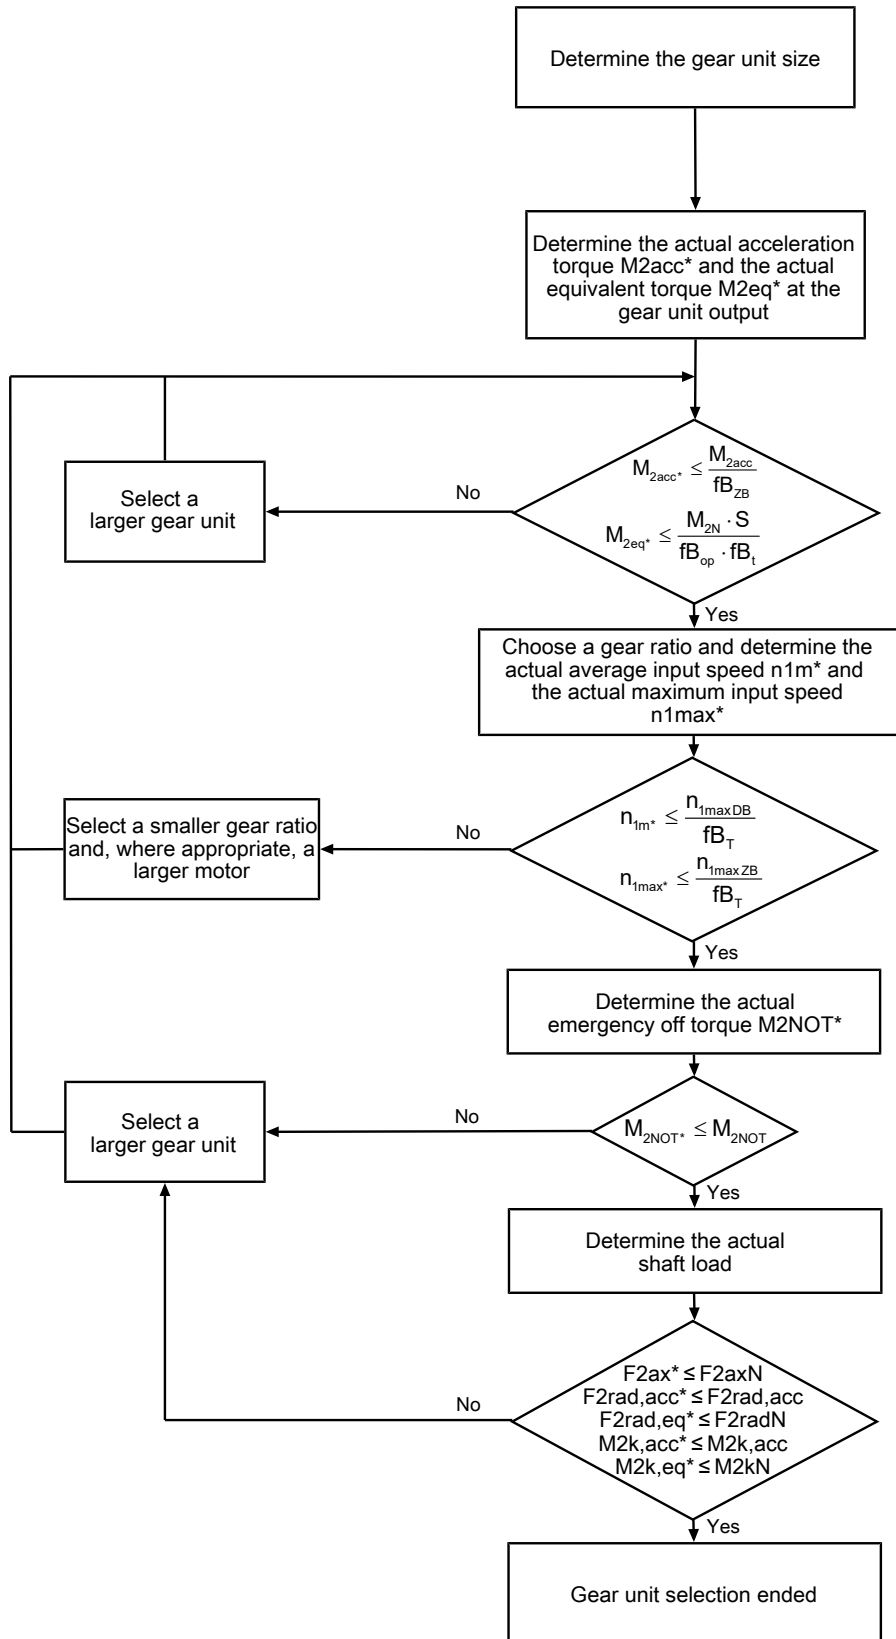 Determine the gear unit size
Determine the actual acceleration
torque M2acc* and the actual
equivalent torque M2eq* at the
gear unit output
Select a
larger gear unit
No
M₂acc* ≤ M₂acc / fB_ZB
M₂eq* ≤ M₂N · S / fB_op · fB_t
Yes
Choose a gear ratio and determine the
actual average input speed n1m* and
the actual maximum input speed
n1max*
Select a smaller gear ratio
and, where appropriate, a
larger motor
No
n₁m* ≤ n₁maxDB / fB_T
n₁max* ≤ n₁maxZB / fB_T
Yes
Determine the actual
emergency off torque M2NOT*
Select a
larger gear unit
No
M₂NOT* ≤ M₂NOT
Yes
Determine the actual
shaft load
No
F2ax* ≤ F2axN
F2rad,acc* ≤ F2rad,acc
F2rad,eq* ≤ F2radN
M2k,acc* ≤ M2k,acc
M2k,eq* ≤ M2kN
Yes
Gear unit selection ended